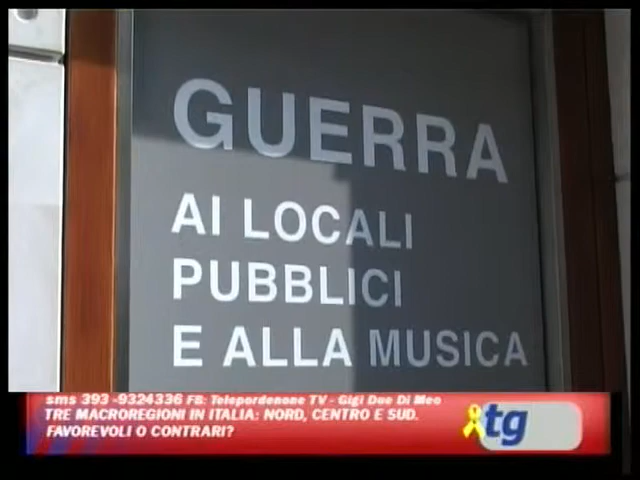 GUERRA
AI LOCALI
PUBBLICI
E ALLA MUSICA
sms 393 -9324336 FB: Telepordenone TV - Gigi Due Di Meo
TRE MACROREGIONI IN ITALIA: NORD, CENTRO E SUD.
FAVOREVOLI O CONTRARI?
tg